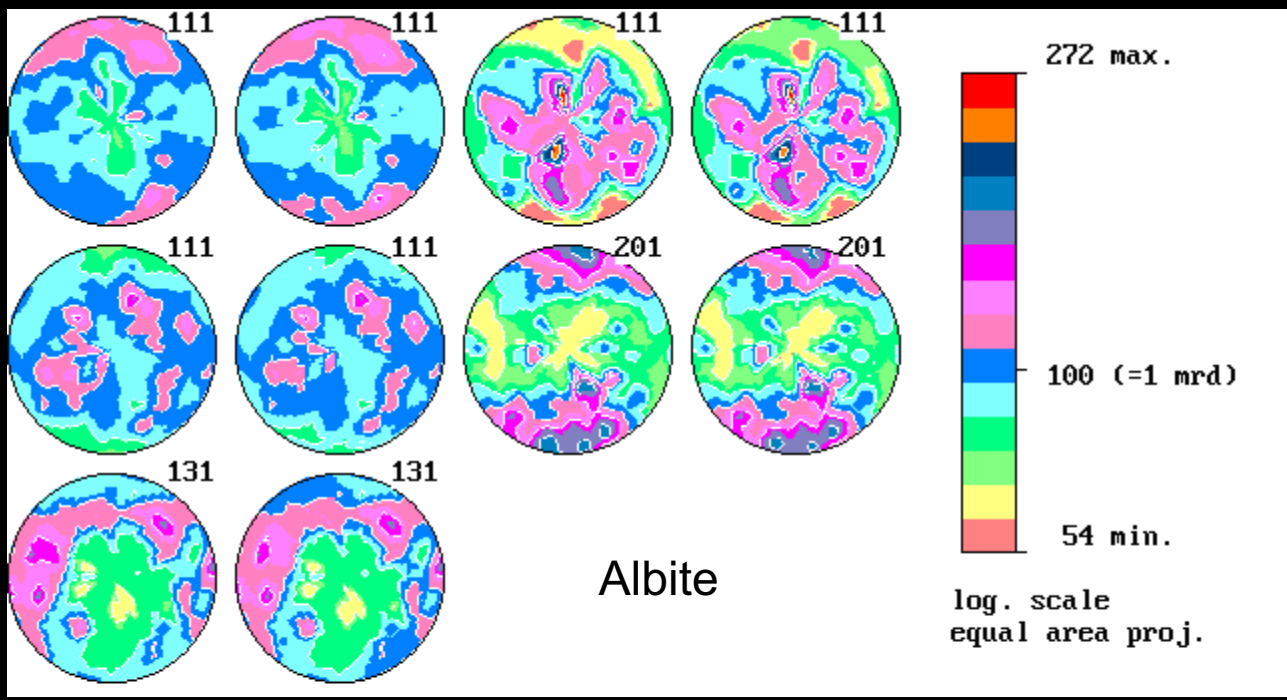 111
111
111
111
272 max.
111
111
201
201
100 (=1 mrd)
131
131
54 min.
Albite
log. scale
equal area proj.